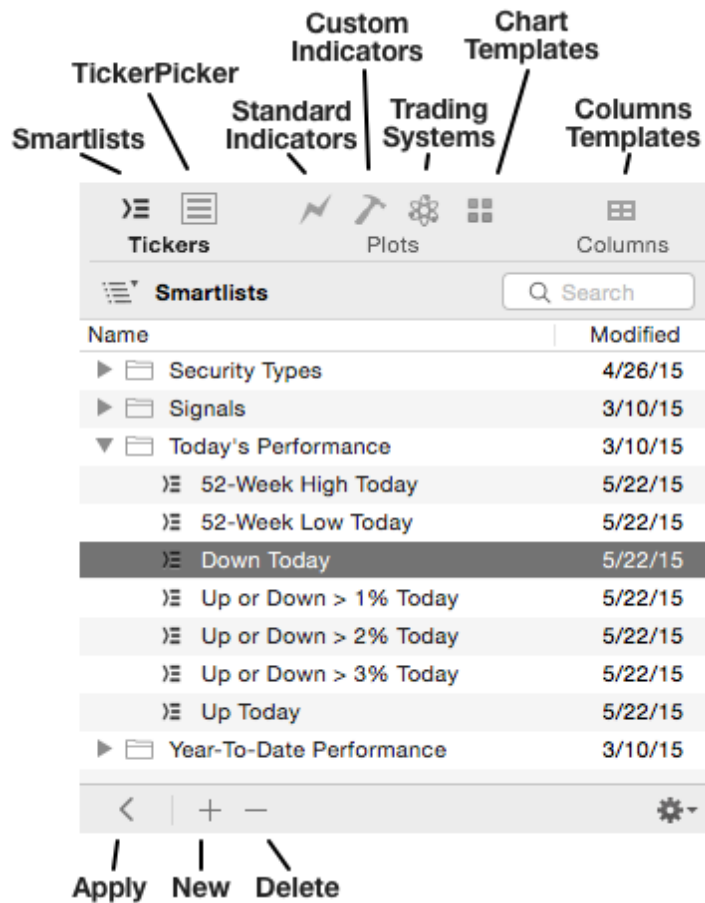 Custom Indicators
Chart Templates
TickerPicker
Standard Indicators
Trading Systems
Columns Templates
Smartlists
Tickers
Plots
Columns
Smartlists
Search
Name
Modified
Security Types 4/26/15
Signals 3/10/15
Today's Performance 3/10/15
52-Week High Today 5/22/15
52-Week Low Today 5/22/15
Down Today 5/22/15
Up or Down > 1% Today 5/22/15
Up or Down > 2% Today 5/22/15
Up or Down > 3% Today 5/22/15
Up Today 5/22/15
Year-To-Date Performance 3/10/15
Apply New Delete